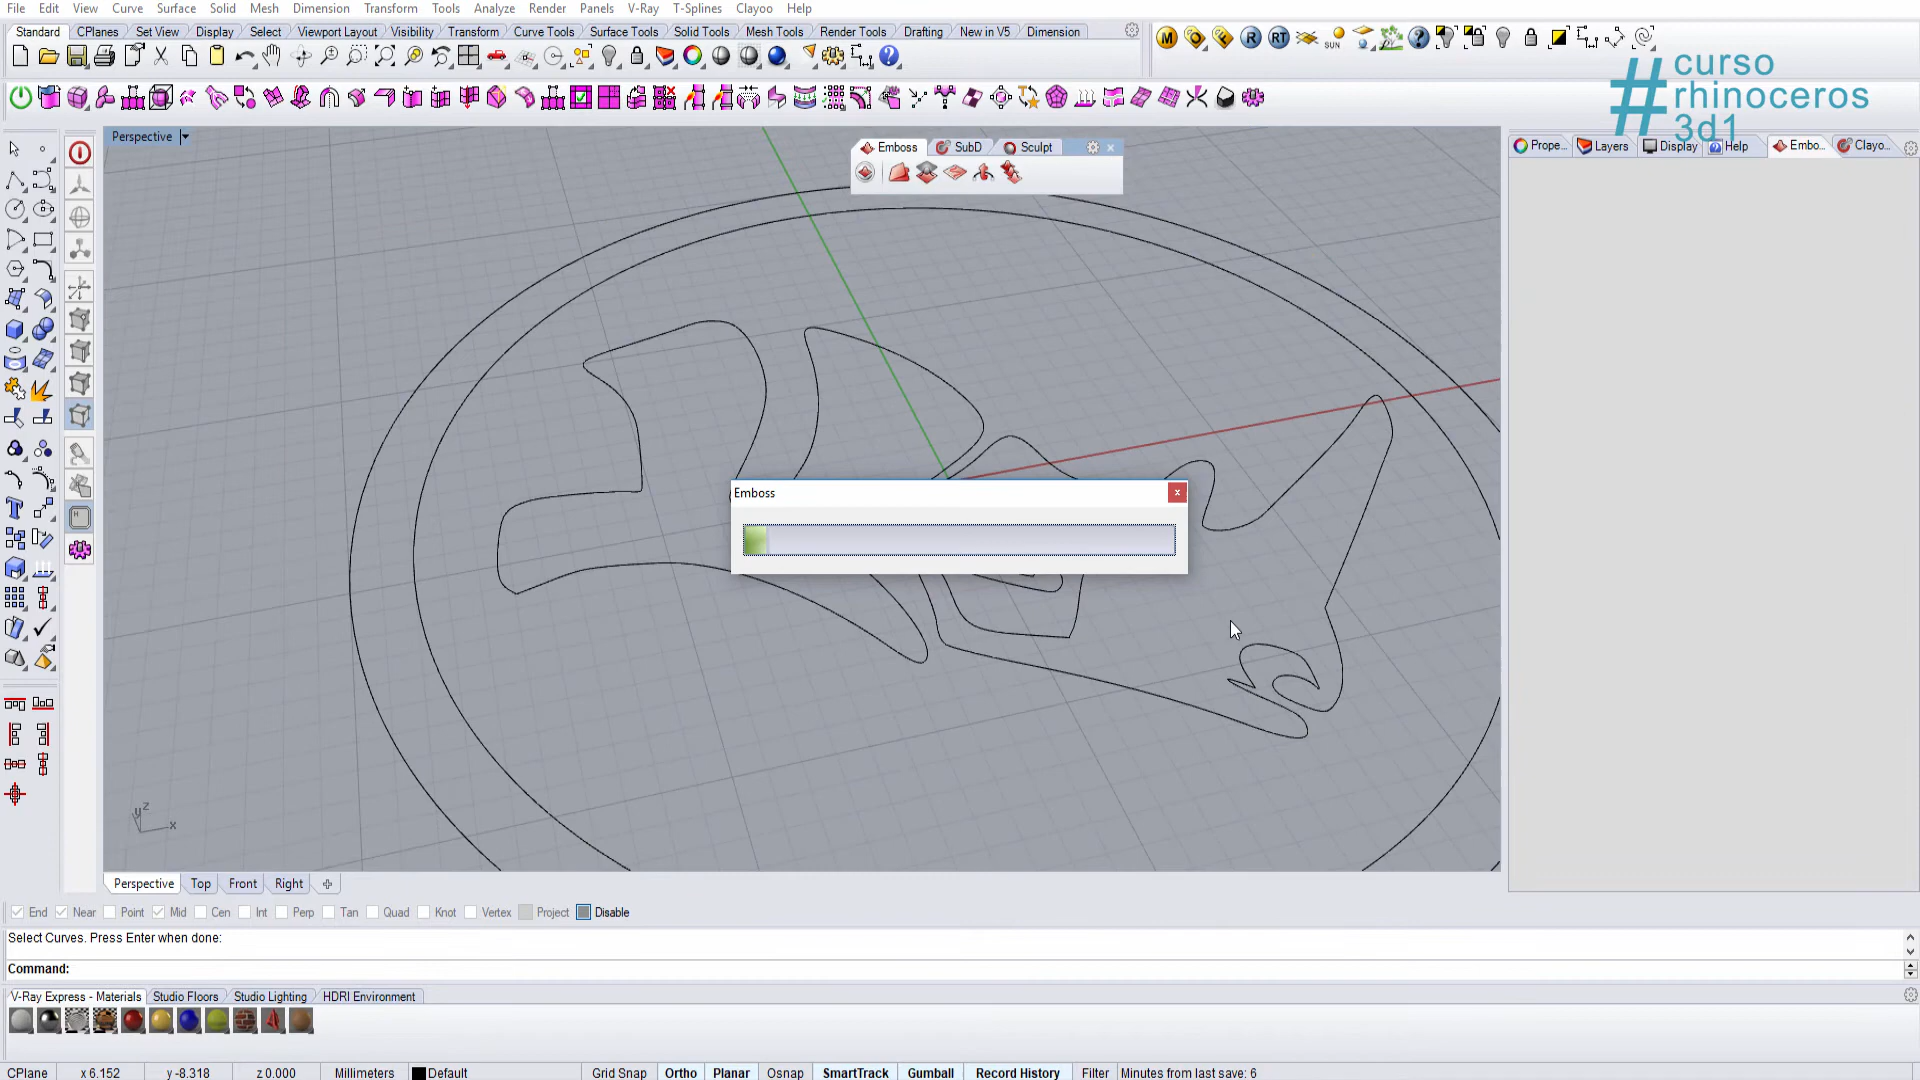 File Edit View Curve Surface Solid Mesh Dimension Transform Tools Analyze Render Panels V-Ray T-Splines Clayoo Help
Standard CPlanes Set View Display Select Viewport Layout Visibility Transform Curve Tools Surface Tools Solid Tools Mesh Tools Render Tools Drafting New in V5 Dimension
M R RT SUN
# curso
rhinoceros
3d1
Perspective
Emboss SubD Sculpt
Prope... Layers Display Help Embo... Clayo...
Emboss
z
y
x
Perspective Top Front Right
End Near Point Mid Cen Int Perp Tan Quad Knot Vertex Project Disable
Select Curves. Press Enter when done:
Command:
V-Ray Express - Materials Studio Floors Studio Lighting HDRI Environment
CPlane x 6.152 y -8.318 z 0.000 Millimeters Default Grid Snap Ortho Planar Osnap SmartTrack Gumball Record History Filter Minutes from last save: 6